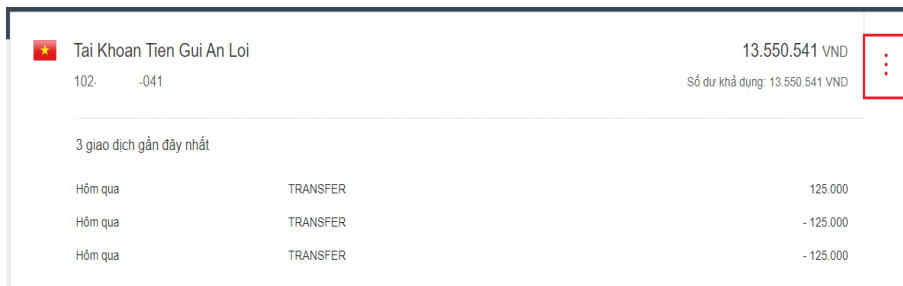 Tai Khoan Tien Gui An Loi 13.550.541 VND
102- -041 Số dư khả dụng: 13.550.541 VND
3 giao dịch gần đây nhất
Hôm qua TRANSFER 125.000
Hôm qua TRANSFER - 125.000
Hôm qua TRANSFER - 125.000